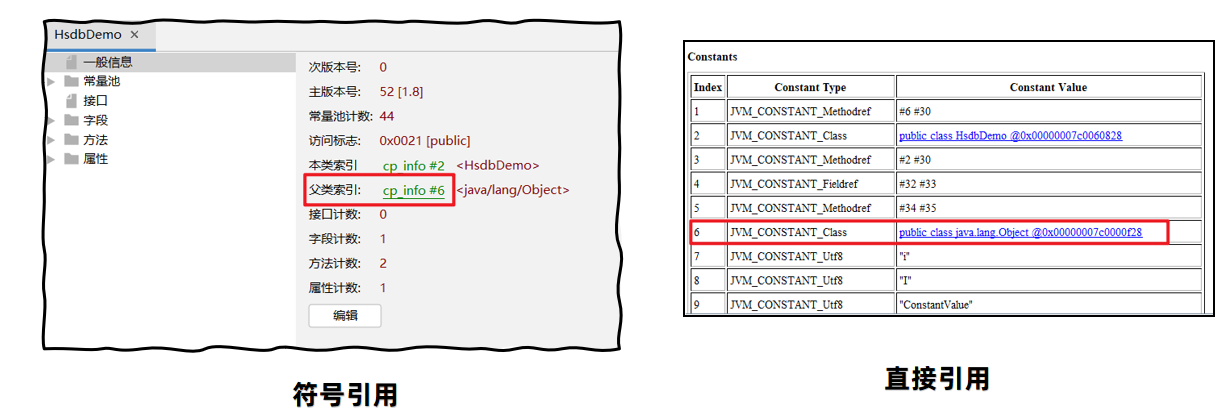 HsdbDemo ×
一般信息
常量池
接口
字段
方法
属性
次版本号: 0
主版本号: 52 [1.8]
常量池计数: 44
访问标志: 0x0021 [public]
本类索引 cp_info #2 <HsdbDemo>
父类索引: cp_info #6 <java/lang/Object>
接口计数: 0
字段计数: 1
方法计数: 2
属性计数: 1
编辑
符号引用
Constants
Index Constant Type Constant Value
1 JVM_CONSTANT_Methodref #6 #30
2 JVM_CONSTANT_Class public class HsdbDemo @0x00000007c0060828
3 JVM_CONSTANT_Methodref #2 #30
4 JVM_CONSTANT_Fieldref #32 #33
5 JVM_CONSTANT_Methodref #34 #35
6 JVM_CONSTANT_Class public class java.lang.Object @0x00000007c0000f28
7 JVM_CONSTANT_Utf8 "i"
8 JVM_CONSTANT_Utf8 "I"
9 JVM_CONSTANT_Utf8 "ConstantValue"
直接引用